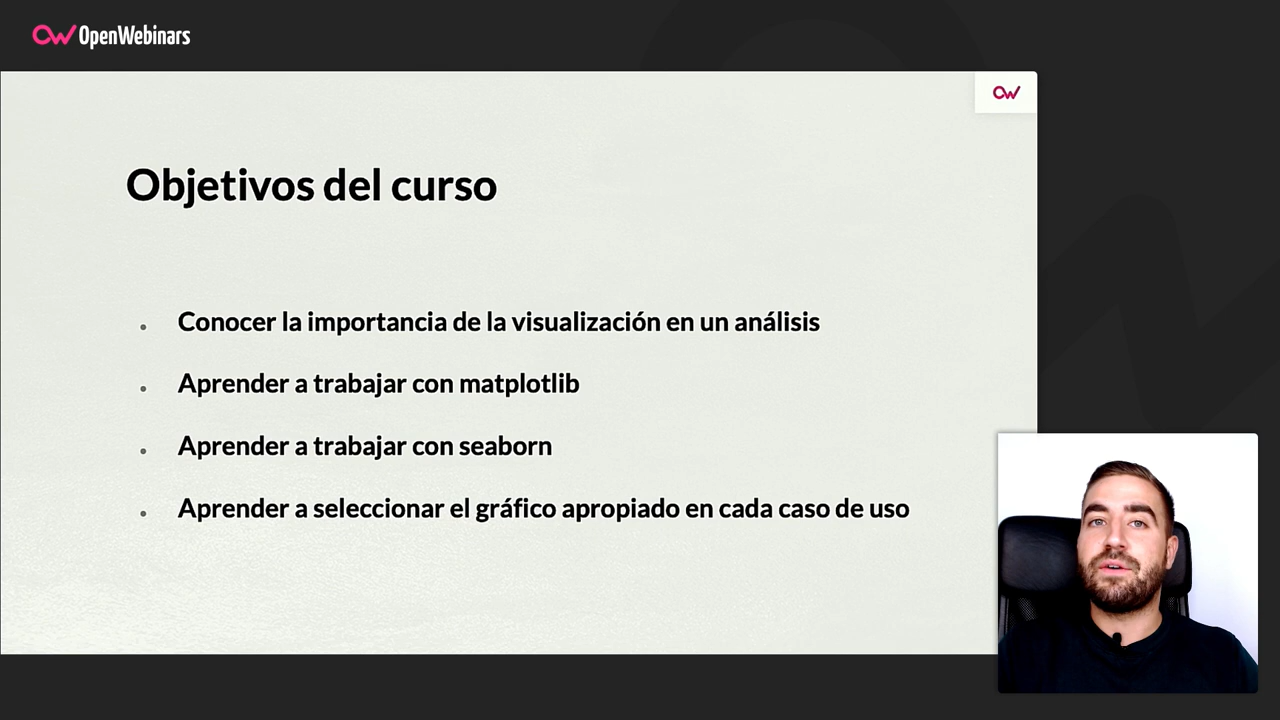 OpenWebinars
Objetivos del curso
Conocer la importancia de la visualización en un análisis
Aprender a trabajar con matplotlib
Aprender a trabajar con seaborn
Aprender a seleccionar el gráfico apropiado en cada caso de uso